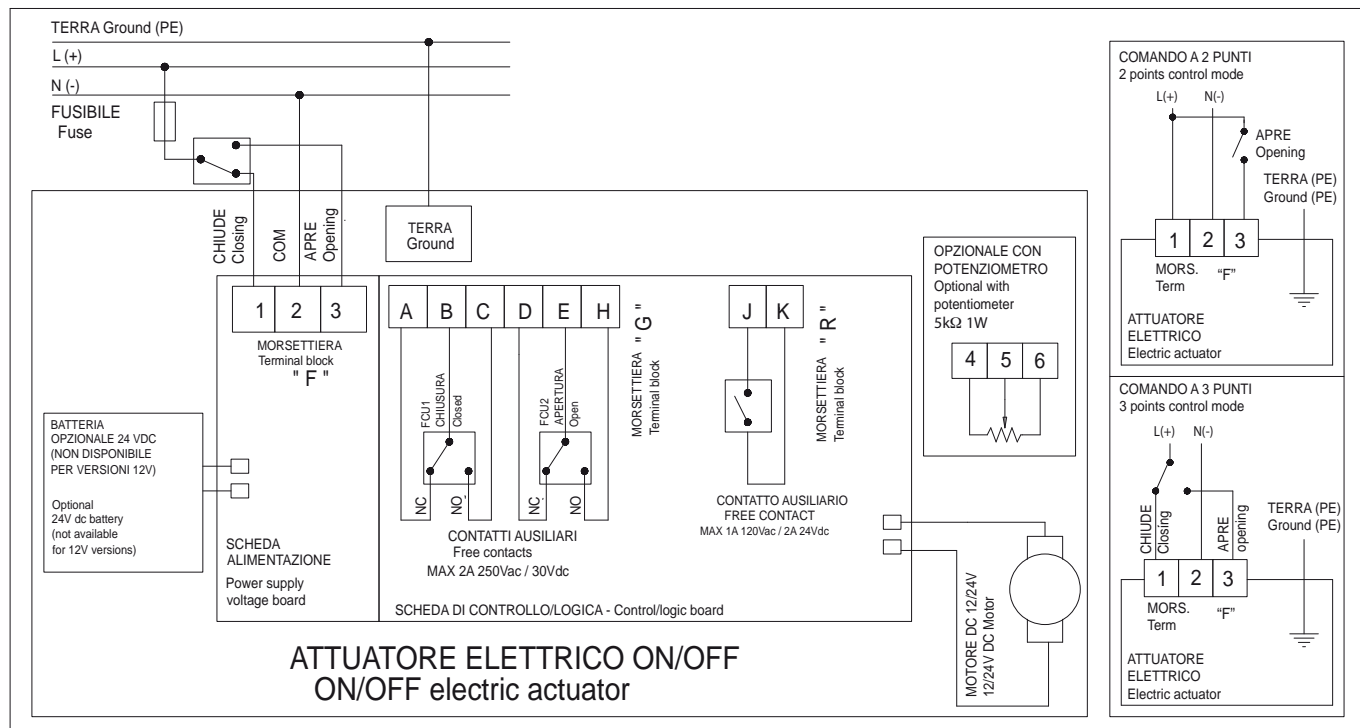 TERRA Ground (PE)
L (+)
N (-)
FUSIBILE
Fuse
CHIUDE
Closing
COM
APRE
Opening
TERRA
Ground
1 2 3
MORSETTIERA
Terminal block
" F "
BATTERIA
OPZIONALE 24 VDC
(NON DISPONIBILE
PER VERSIONI 12V)
Optional
24V dc battery
(not available
for 12V versions)
SCHEDA
ALIMENTAZIONE
Power supply
voltage board
A B C D E H
MORSETTIERA " G "
Terminal block
FCU1
CHIUSURA
Closed
FCU2
APERTURA
Open
NC
NO
NC
NO
CONTATTI AUSILIARI
Free contacts
MAX 2A 250Vac / 30Vdc
J K
MORSETTIERA " R "
Terminal block
CONTATTO AUSILIARIO
FREE CONTACT
MAX 1A 120Vac / 2A 24Vdc
SCHEDA DI CONTROLLO/LOGICA - Control/logic board
OPZIONALE CON
POTENZIOMETRO
Optional with
potentiometer
5kΩ 1W
4 5 6
MOTORE DC 12/24V
12/24V DC Motor
ATTUATORE ELETTRICO ON/OFF
ON/OFF electric actuator
COMANDO A 2 PUNTI
2 points control mode
L(+) N(-)
APRE
Opening
TERRA (PE)
Ground (PE)
1 2 3
MORS. "F"
Term
ATTUATORE
ELETTRICO
Electric actuator
COMANDO A 3 PUNTI
3 points control mode
L(+) N(-)
CHIUDE
Closing
APRE
opening
TERRA (PE)
Ground (PE)
1 2 3
MORS. "F"
Term
ATTUATORE
ELETTRICO
Electric actuator